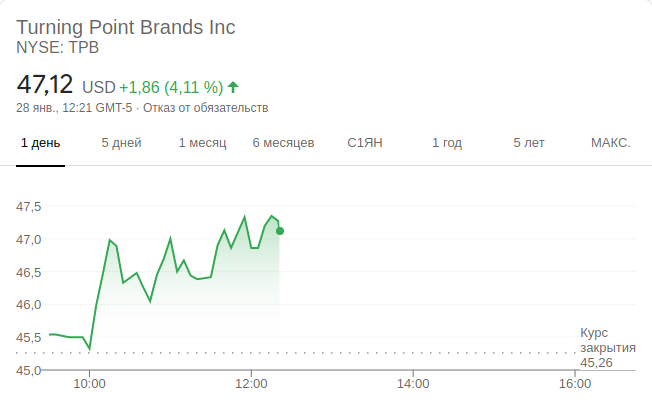 Turning Point Brands Inc
NYSE: TPB
47,12 USD +1,86 (4,11 %)
28 янв., 12:21 GMT-5 · Отказ от обязательств
1 день 5 дней 1 месяц 6 месяцев С1ЯН 1 год 5 лет МАКС.
47,5
47,0
46,5
46,0
45,5
45,0
Курс
закрытия
45,26
10:00 12:00 14:00 16:00